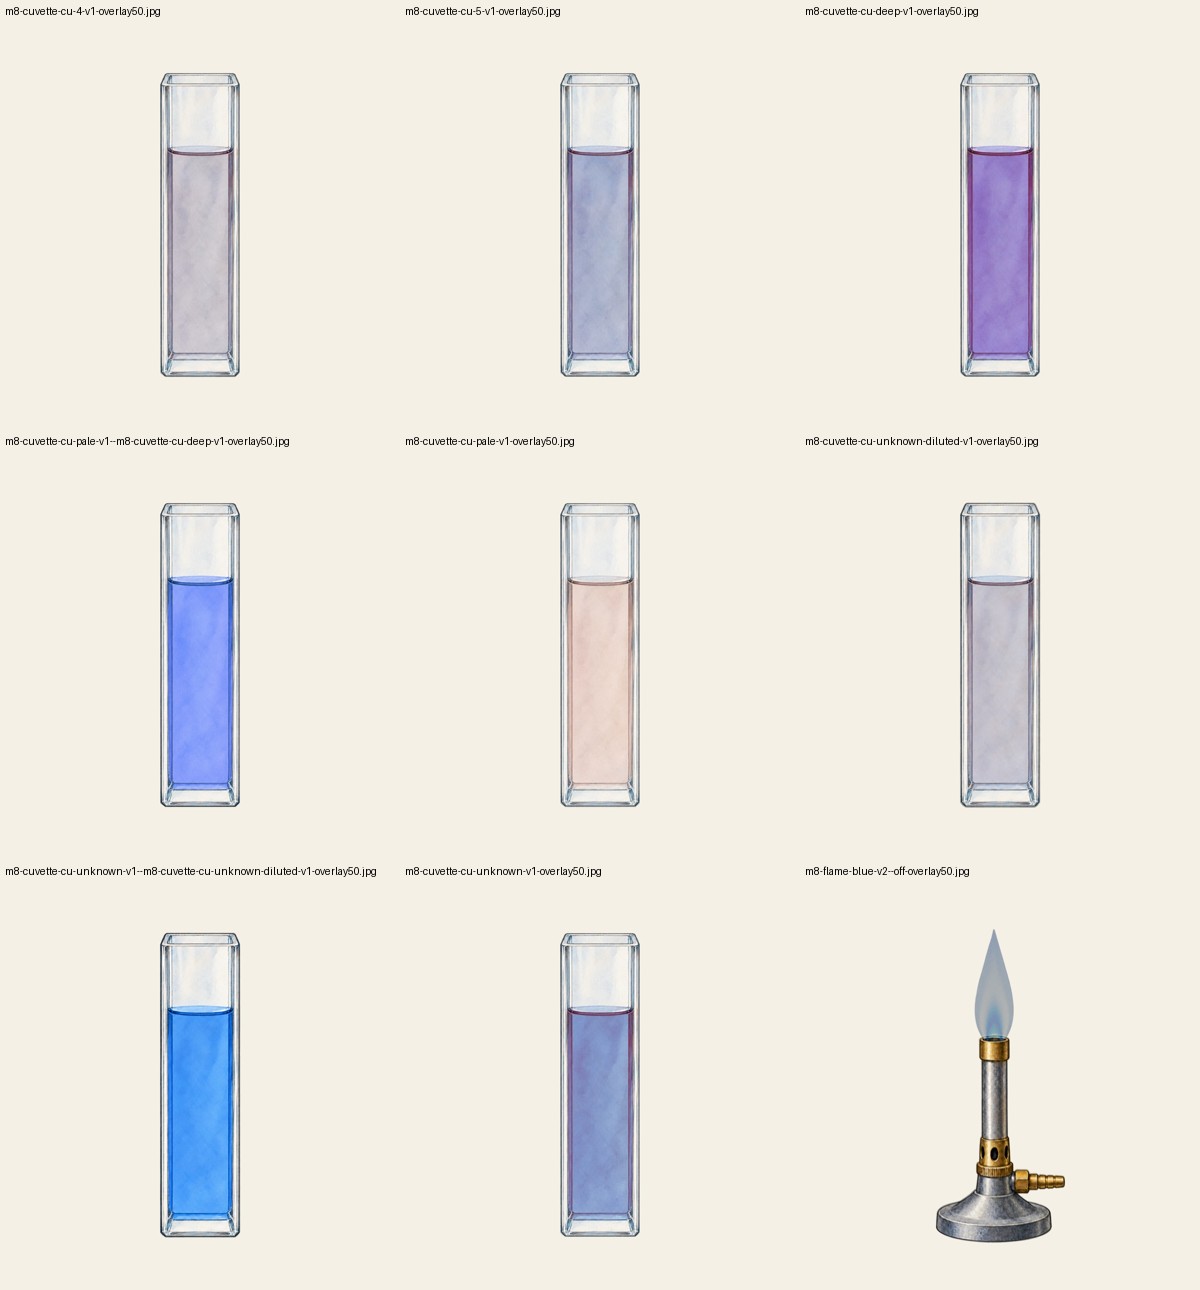 m8-cuvette-cu-4-v1-overlay50.jpg
m8-cuvette-cu-5-v1-overlay50.jpg
m8-cuvette-cu-deep-v1-overlay50.jpg
m8-cuvette-cu-pale-v1--m8-cuvette-cu-deep-v1-overlay50.jpg
m8-cuvette-cu-pale-v1-overlay50.jpg
m8-cuvette-cu-unknown-diluted-v1-overlay50.jpg
m8-cuvette-cu-unknown-v1--m8-cuvette-cu-unknown-diluted-v1-overlay50.jpg
m8-cuvette-cu-unknown-v1-overlay50.jpg
m8-flame-blue-v2--off-overlay50.jpg